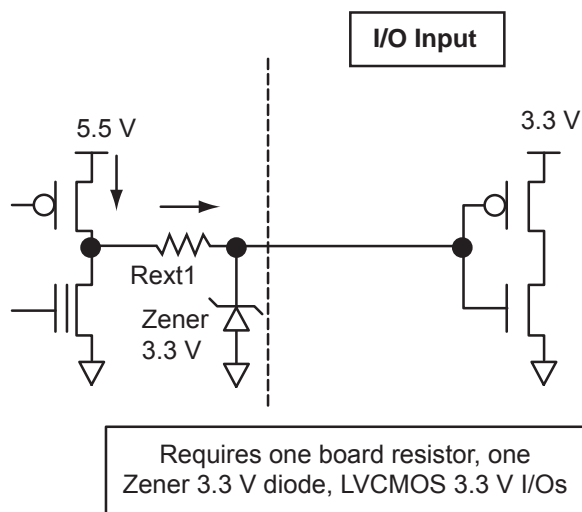 I/O Input
5.5 V
3.3 V
Rext1
Zener
3.3 V
Requires one board resistor, one
Zener 3.3 V diode, LVCMOS 3.3 V I/Os